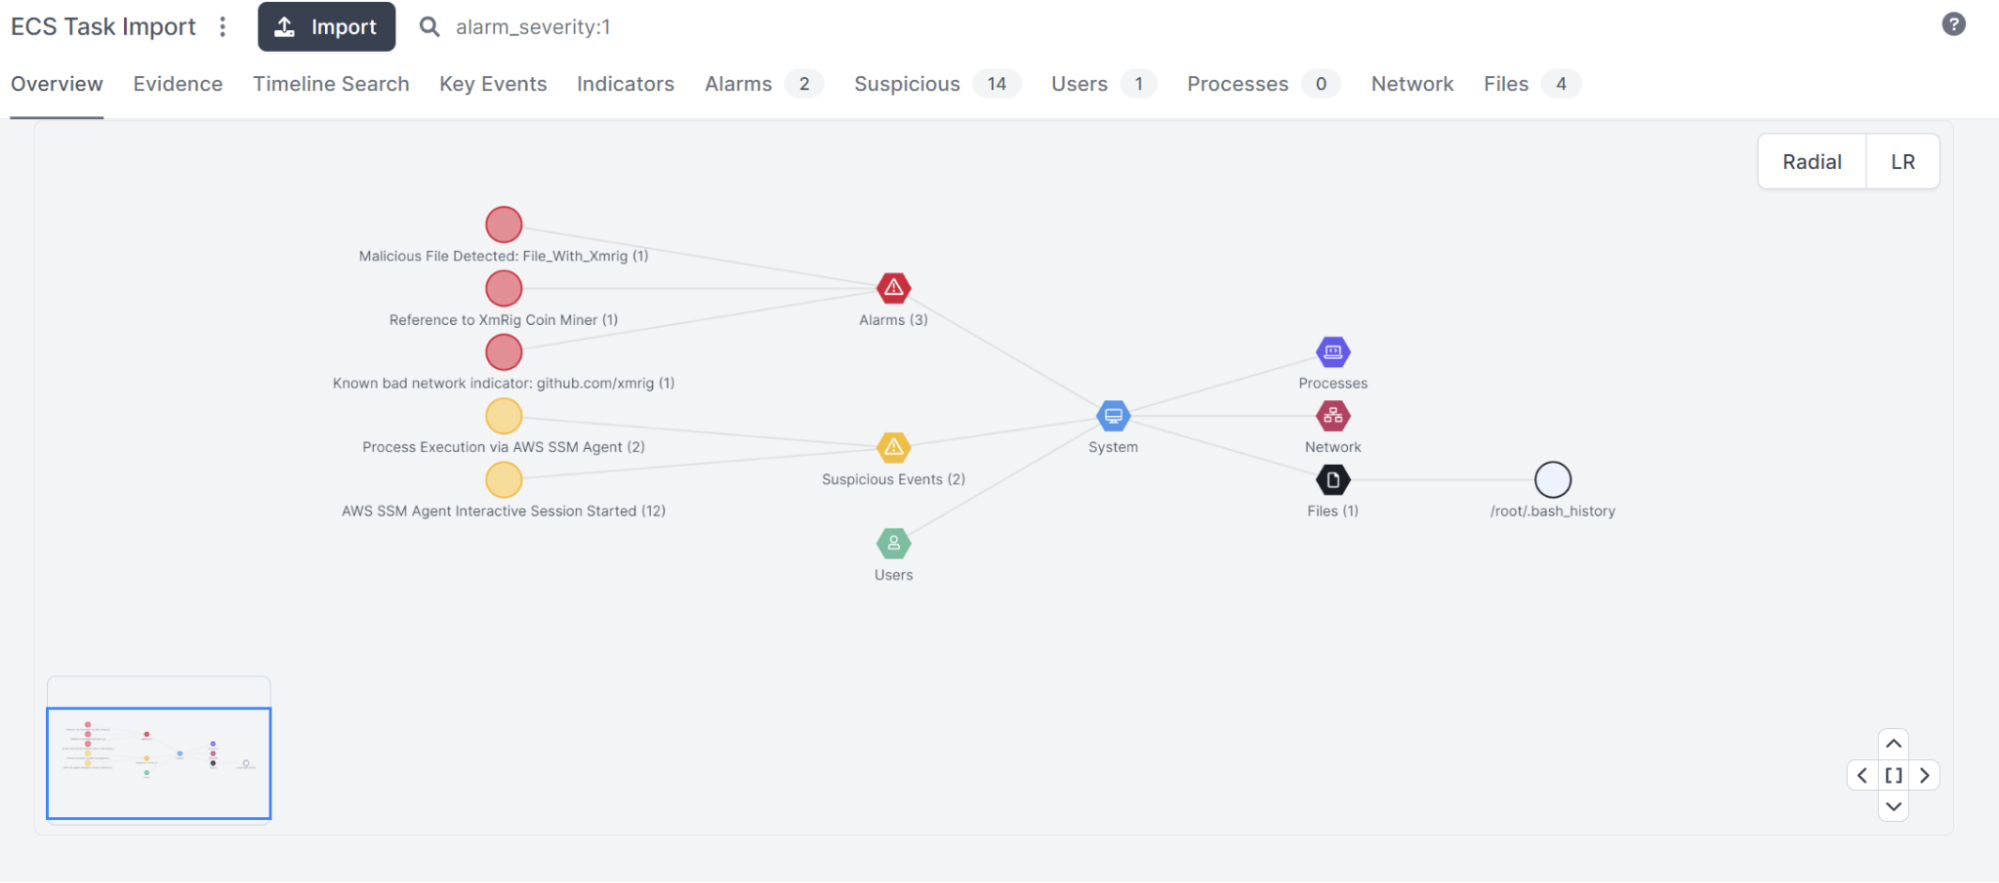 ECS Task Import Import alarm_severity:1
Overview Evidence Timeline Search Key Events Indicators Alarms 2 Suspicious 14 Users 1 Processes 0 Network Files 4
Radial LR
Malicious File Detected: File_With_Xmrig (1)
Reference to XmRig Coin Miner (1)
Alarms (3)
Known bad network indicator: github.com/xmrig (1)
Processes
Process Execution via AWS SSM Agent (2)
System
Network
Suspicious Events (2)
AWS SSM Agent Interactive Session Started (12)
Files (1)
/root/.bash_history
Users